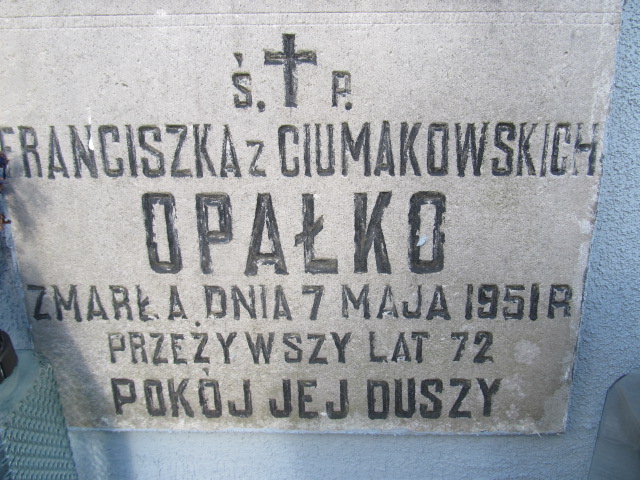 Ś. P.
FRANCISZKA Z CIUMAKOWSKICH
OPAŁKO
ZMARŁA DNIA 7 MAJA 1951 R
PRZEŻYWSZY LAT 72
POKÓJ JEJ DUSZY